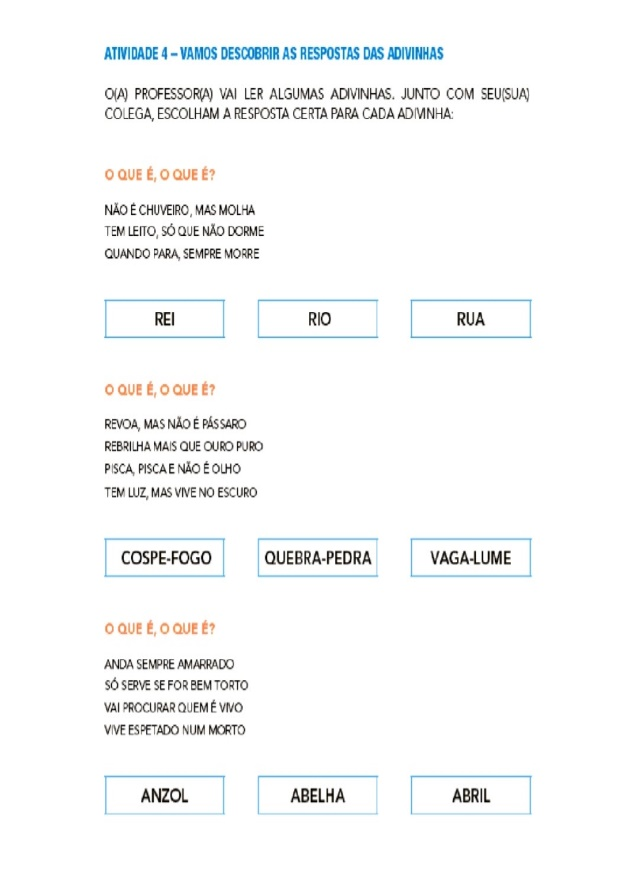 ATIVIDADE 4 – VAMOS DESCOBRIR AS RESPOSTAS DAS ADIVINHAS
O(A) PROFESSOR(A) VAI LER ALGUMAS ADIVINHAS. JUNTO COM SEU(SUA)
COLEGA, ESCOLHAM A RESPOSTA CERTA PARA CADA ADIVINHA:
O QUE É, O QUE É?
NÃO É CHUVEIRO, MAS MOLHA
TEM LEITO, SÓ QUE NÃO DORME
QUANDO PARA, SEMPRE MORRE
REI RIO RUA
O QUE É, O QUE É?
REVOA, MAS NÃO É PÁSSARO
REBRILHA MAIS QUE OURO PURO
PISCA, PISCA E NÃO É OLHO
TEM LUZ, MAS VIVE NO ESCURO
COSPE-FOGO QUEBRA-PEDRA VAGA-LUME
O QUE É, O QUE É?
ANDA SEMPRE AMARRADO
SÓ SERVE SE FOR BEM TORTO
VAI PROCURAR QUEM É VIVO
VIVE ESPETADO NUM MORTO
ANZOL ABELHA ABRIL